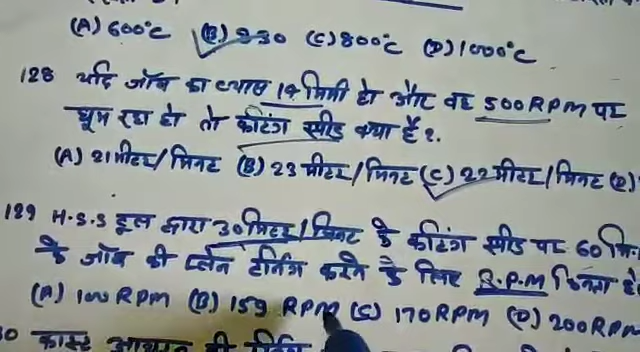 (A) 600°C (B) 230 (C) 800°C (D) 1000°C
128 यदि जॉब का व्यास 14 मिमी हो और वह 500 RPM पर
घूम रहा हो तो कटिंग स्पीड क्या है?
(A) 21 मीटर/मिनट (B) 23 मीटर/मिनट (C) 22 मीटर/मिनट (D)
129 H.S.S टूल द्वारा 30 मिटर/मिनट के कटिंग स्पीड पर 60 मि
के जॉब की प्लेन टर्निंग करने के लिए R.P.M कितना है
(A) 100 RPM (B) 159 RPM (C) 170 RPM (D) 200 RPM
30 कास्ट आयरन की